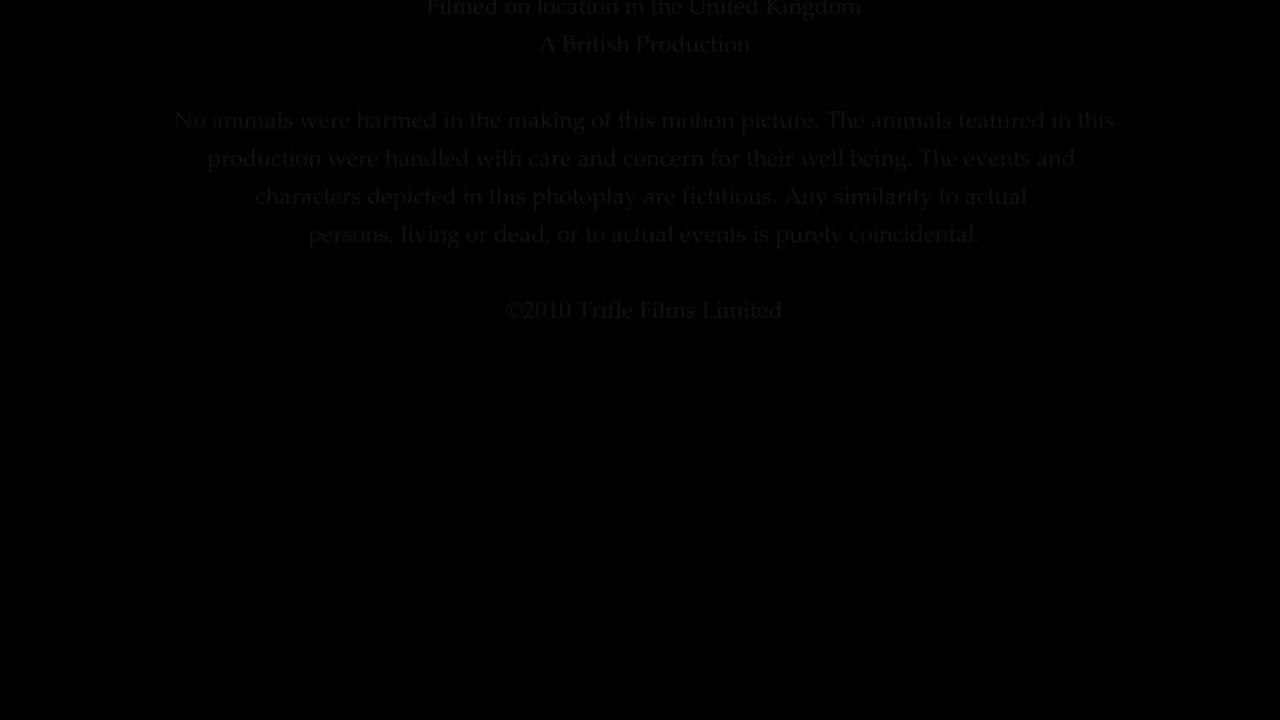 Filmed on location in the United Kingdom
A British Production
No animals were harmed in the making of this motion picture. The animals featured in this
production were handled with care and concern for their well being. The events and
characters depicted in this photoplay are fictitious. Any similarity to actual
persons, living or dead, or to actual events is purely coincidental.
©2010 Trifle Films Limited